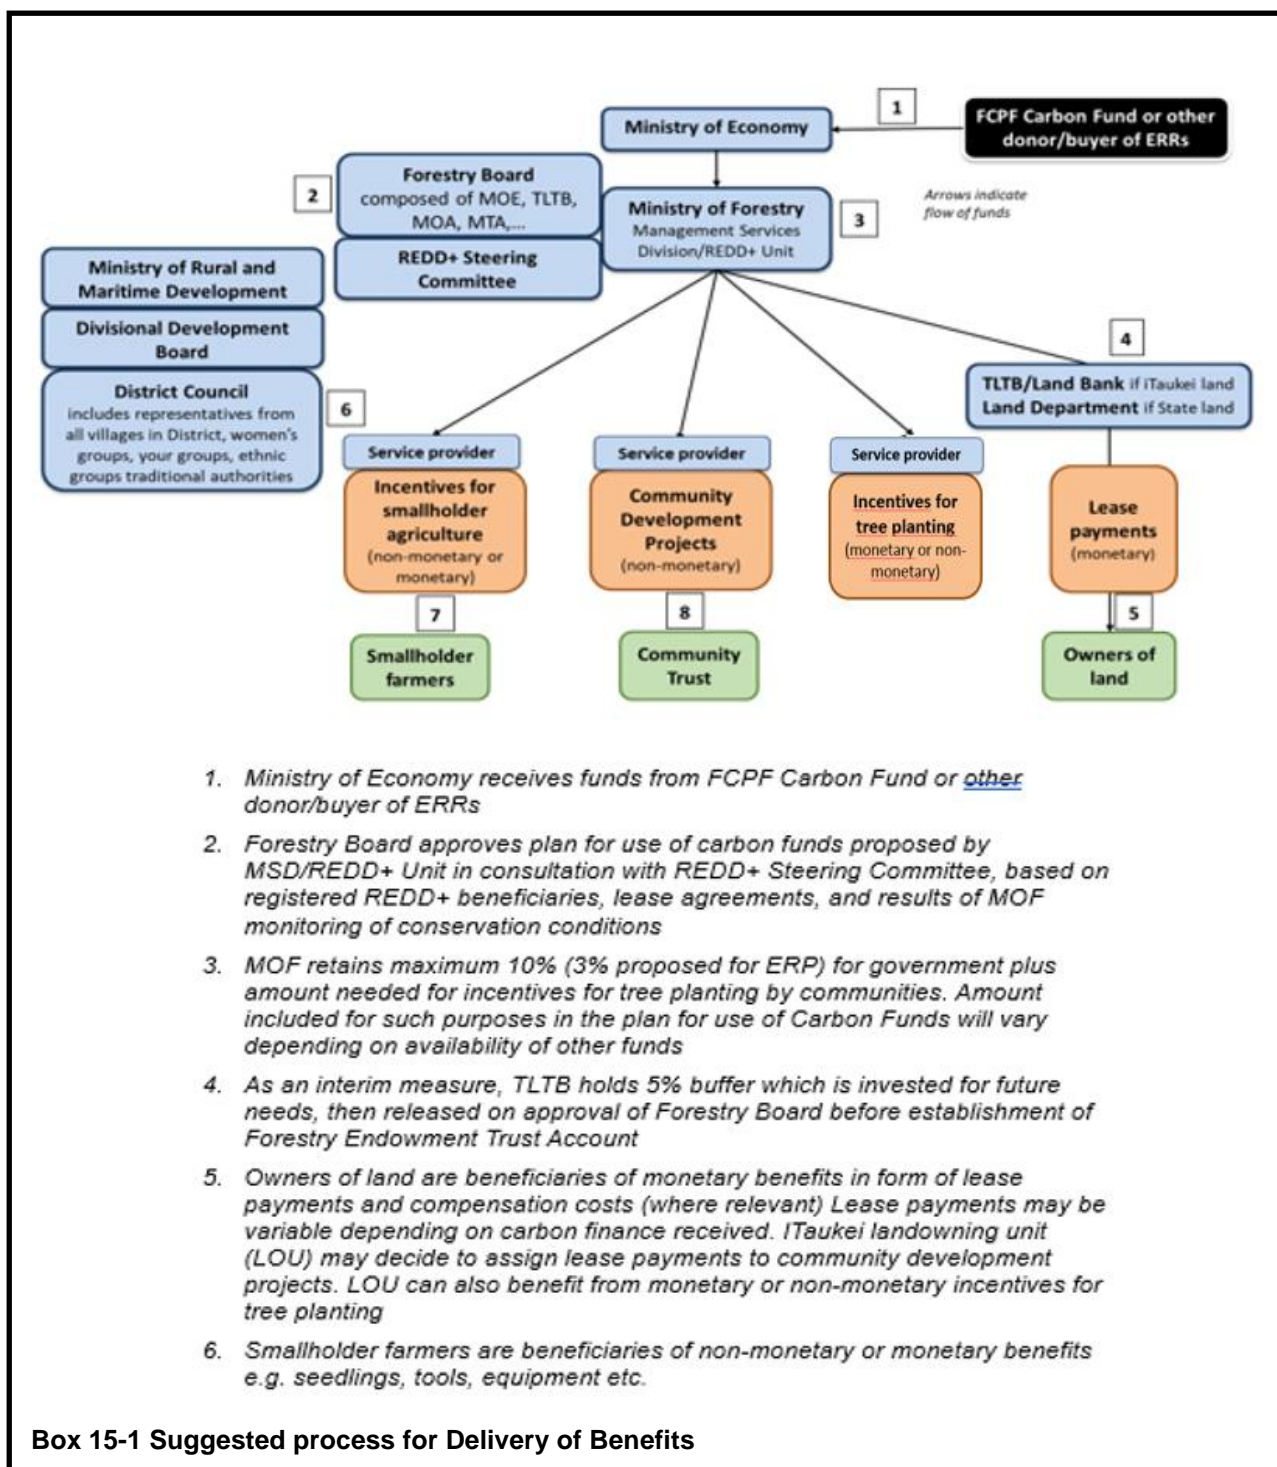 1
FCPF Carbon Fund or other
donor/buyer of ERRs
Ministry of Economy
Arrows indicate
flow of funds
2
Forestry Board
composed of MOE, TLTB,
MOA, MTA,...
REDD+ Steering
Committee
Ministry of Forestry
Management Services
Division/REDD+ Unit
3
Ministry of Rural and
Maritime Development
Divisional Development
Board
District Council
includes representatives from
all villages in District, women's
groups, your groups, ethnic
groups traditional authorities
6
4
TLTB/Land Bank if iTaukei land
Land Department if State land
Service provider
Incentives for
smallholder
agriculture
(non-monetary or
monetary)
7
Smallholder
farmers
Service provider
Community
Development
Projects
(non-monetary)
8
Community
Trust
Service provider
Incentives for
tree planting
(monetary or non-
monetary)
Lease
payments
(monetary)
5
Owners of
land
1. Ministry of Economy receives funds from FCPF Carbon Fund or other
donor/buyer of ERRs
2. Forestry Board approves plan for use of carbon funds proposed by
MSD/REDD+ Unit in consultation with REDD+ Steering Committee, based on
registered REDD+ beneficiaries, lease agreements, and results of MOF
monitoring of conservation conditions
3. MOF retains maximum 10% (3% proposed for ERP) for government plus
amount needed for incentives for tree planting by communities. Amount
included for such purposes in the plan for use of Carbon Funds will vary
depending on availability of other funds
4. As an interim measure, TLTB holds 5% buffer which is invested for future
needs, then released on approval of Forestry Board before establishment of
Forestry Endowment Trust Account
5. Owners of land are beneficiaries of monetary benefits in form of lease
payments and compensation costs (where relevant) Lease payments may be
variable depending on carbon finance received. ITaukei landowning unit
(LOU) may decide to assign lease payments to community development
projects. LOU can also benefit from monetary or non-monetary incentives for
tree planting
6. Smallholder farmers are beneficiaries of non-monetary or monetary benefits
e.g. seedlings, tools, equipment etc.
Box 15-1 Suggested process for Delivery of Benefits